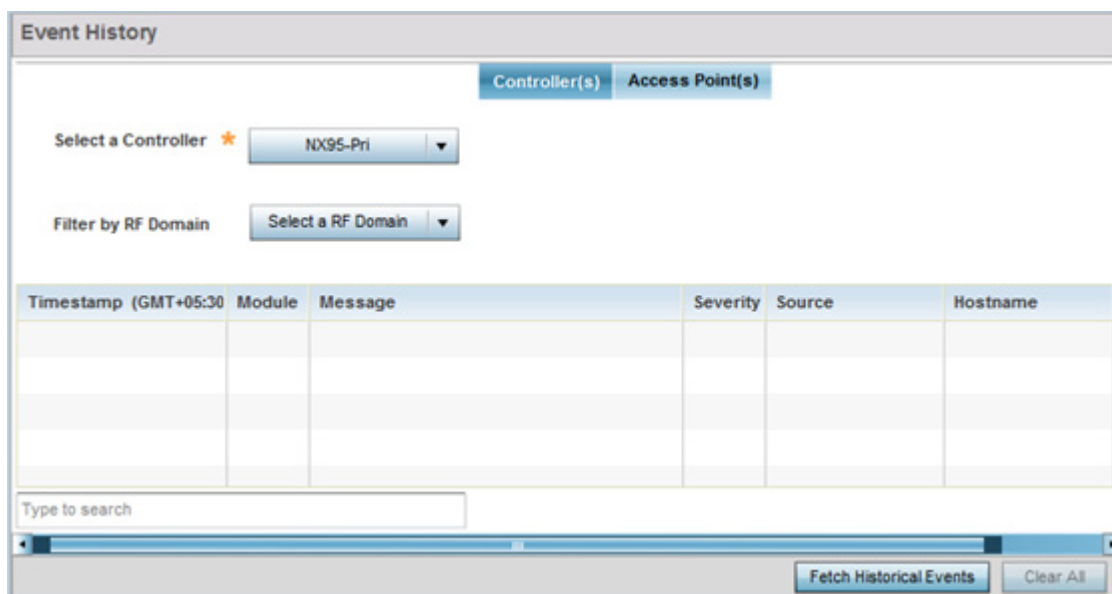 Event History
Controller(s) Access Point(s)
Select a Controller * NX95-Pri
Filter by RF Domain Select a RF Domain
Timestamp (GMT+05:30 Module Message Severity Source Hostname
Type to search
Fetch Historical Events Clear All